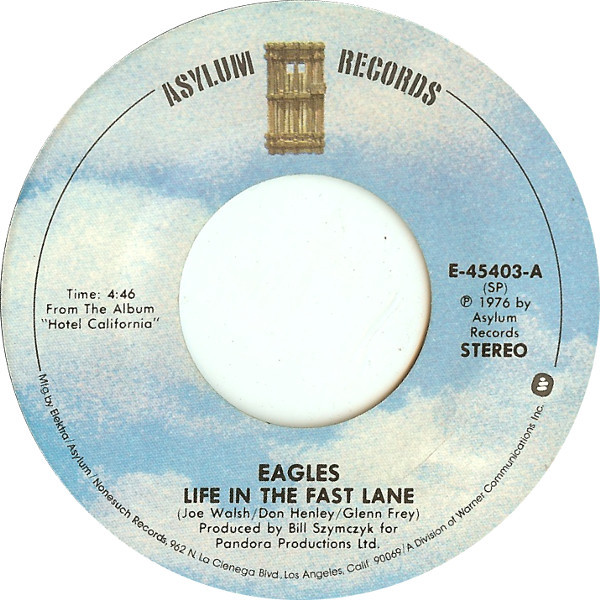 ASYLUM RECORDS
Time: 4:46
From The Album
"Hotel California"
E-45403-A
(SP)
℗ 1976 by
Asylum
Records
STEREO
EAGLES
LIFE IN THE FAST LANE
(Joe Walsh/Don Henley/Glenn Frey)
Produced by Bill Szymczyk for
Pandora Productions Ltd.
Mfg by Elektra/Asylum/Nonesuch Records, 962 N. La Cienega Blvd., Los Angeles, Calif 90069/A Division of Warner Communications Inc.